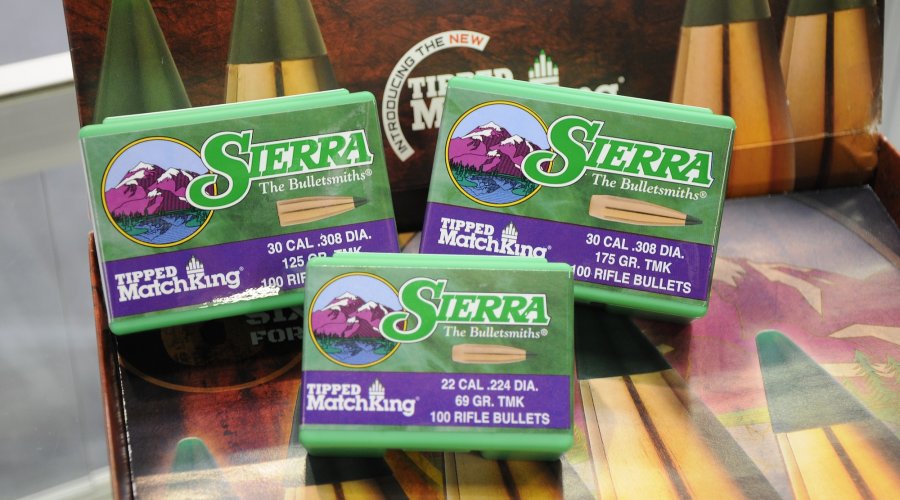 INTRODUCING THE NEW
TIPPED
MATCHKING
SIERRA
The Bulletsmiths®
TIPPED
MATCHKING
30 CAL .308 DIA.
125 GR. TMK
100 RIFLE
SIERRA
The Bulletsmiths®
TIPPED
MATCHKING®
30 CAL .308 DIA.
175 GR. TMK
100 RIFLE BULLETS
SIERRA
The Bulletsmiths®
TIPPED
MATCHKING®
22 CAL .224 DIA.
69 GR. TMK
100 RIFLE BULLETS
FOR